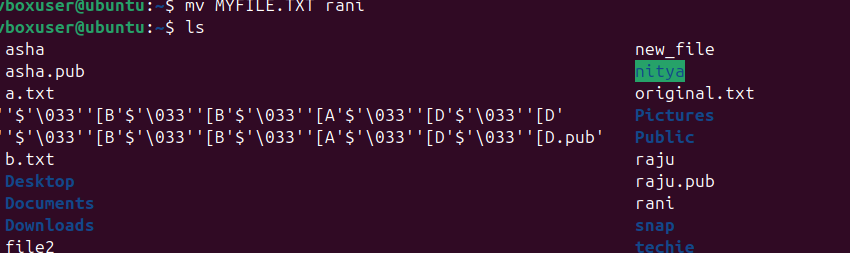 vboxuser@ubuntu:~$ mv MYFILE.TXT rani
vboxuser@ubuntu:~$ ls
asha new_file
asha.pub nitya
a.txt original.txt
''$'\033''[B'$'\033''[B'$'\033''[A'$'\033''[D'$'\033''[D' Pictures
''$'\033''[B'$'\033''[B'$'\033''[A'$'\033''[D'$'\033''[D.pub' Public
b.txt raju
Desktop raju.pub
Documents rani
Downloads snap
file2 techie